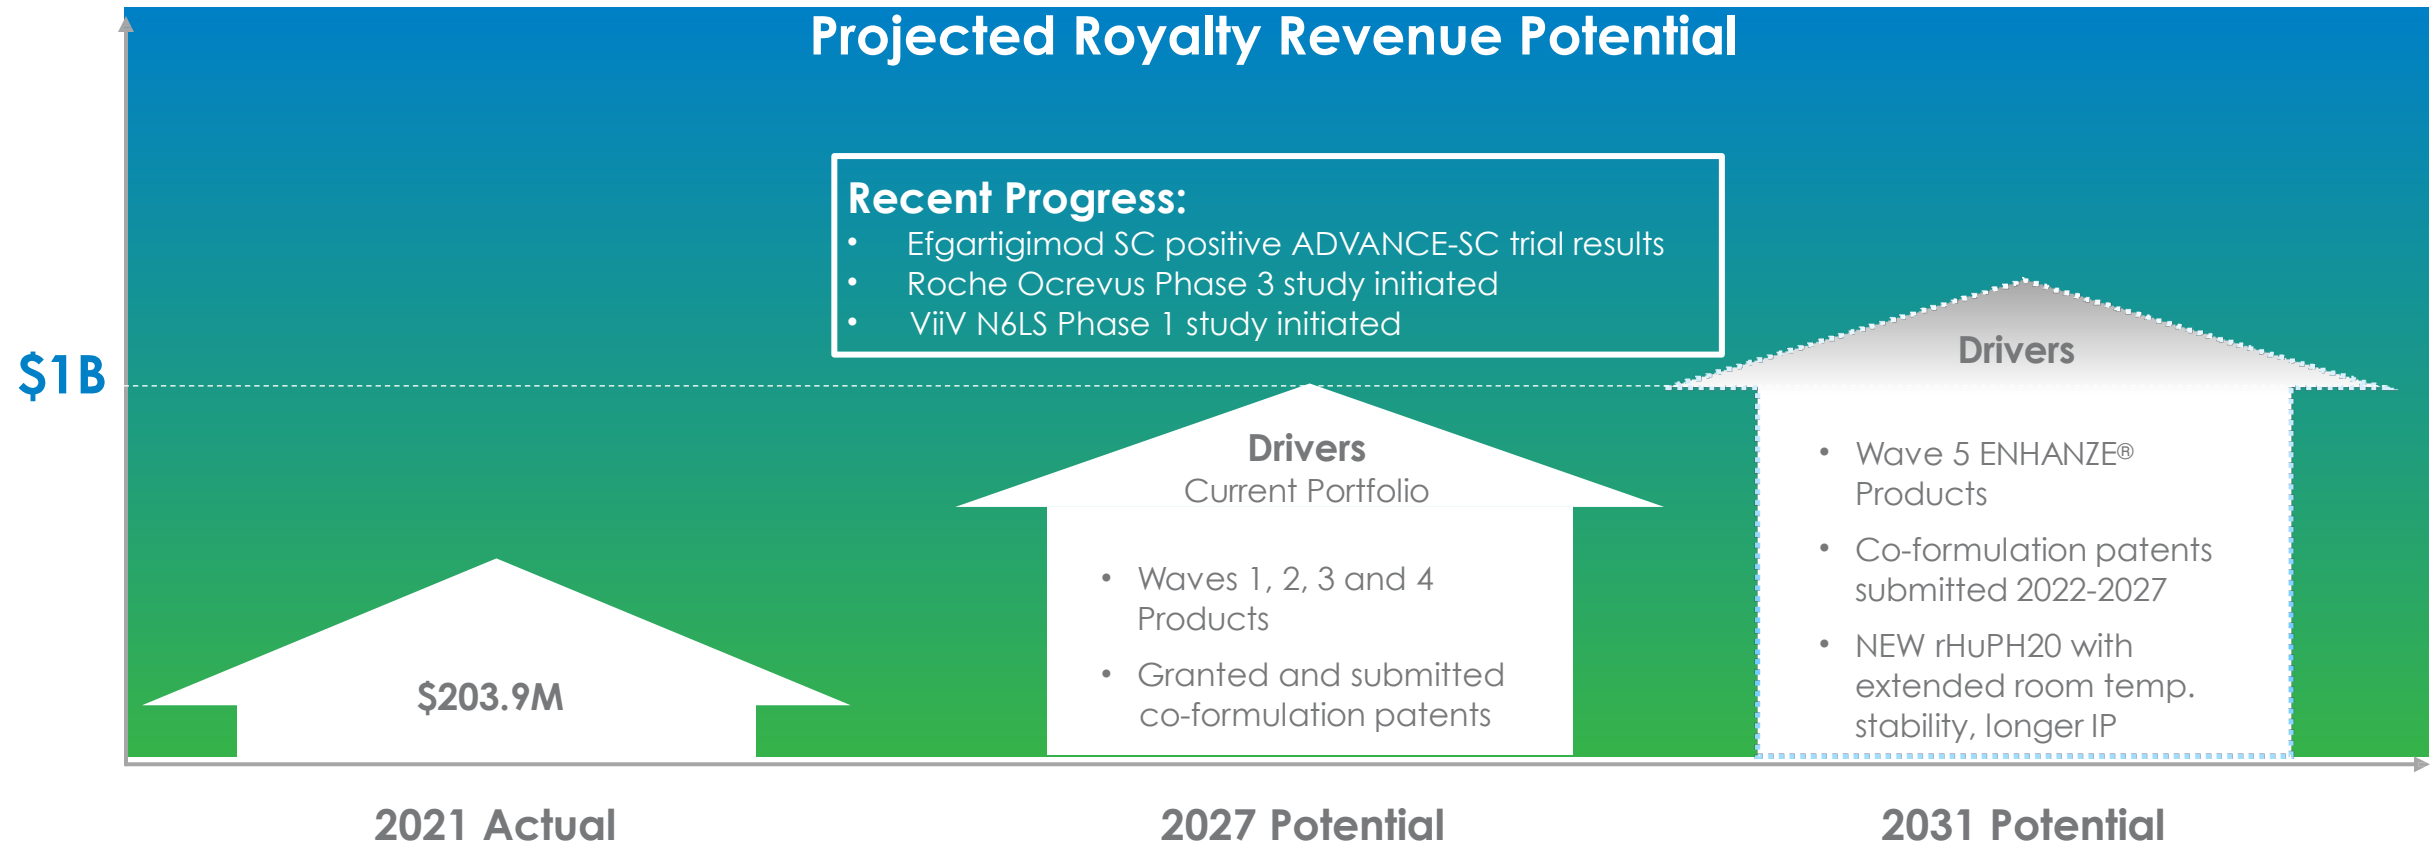 Projected Royalty Revenue Potential
Recent Progress:
• Efgartigimod SC positive ADVANCE-SC trial results
• Roche Ocrevus Phase 3 study initiated
• ViiV N6LS Phase 1 study initiated
$1B
$203.9M
Drivers
Current Portfolio
• Waves 1, 2, 3 and 4
Products
• Granted and submitted
co-formulation patents
Drivers
• Wave 5 ENHANZE®
Products
• Co-formulation patents
submitted 2022-2027
• NEW rHuPH20 with
extended room temp.
stability, longer IP
2021 Actual
2027 Potential
2031 Potential